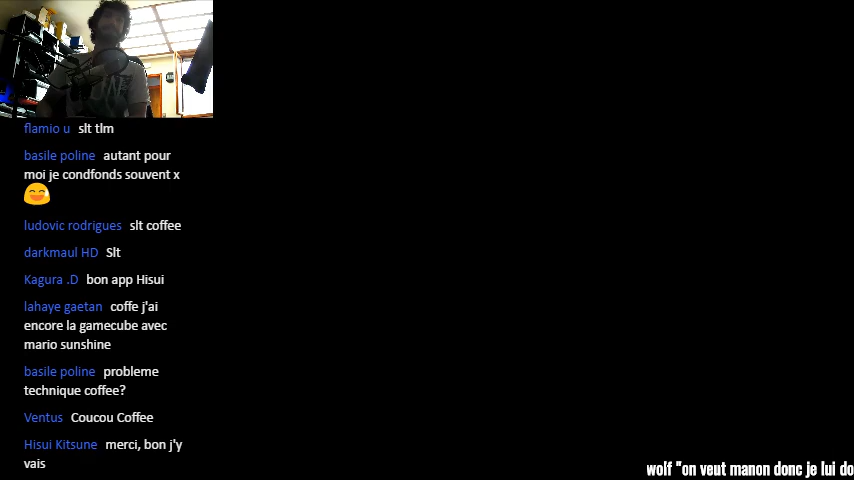 flamio u slt tlm
basile poline autant pour
moi je condfonds souvent x
ludovic rodrigues slt coffee
darkmaul HD Slt
Kagura .D bon app Hisui
lahaye gaetan coffe j'ai
encore la gamecube avec
mario sunshine
basile poline probleme
technique coffee?
Ventus Coucou Coffee
Hisui Kitsune merci, bon j'y
vais
wolf "on veut manon donc je lui do